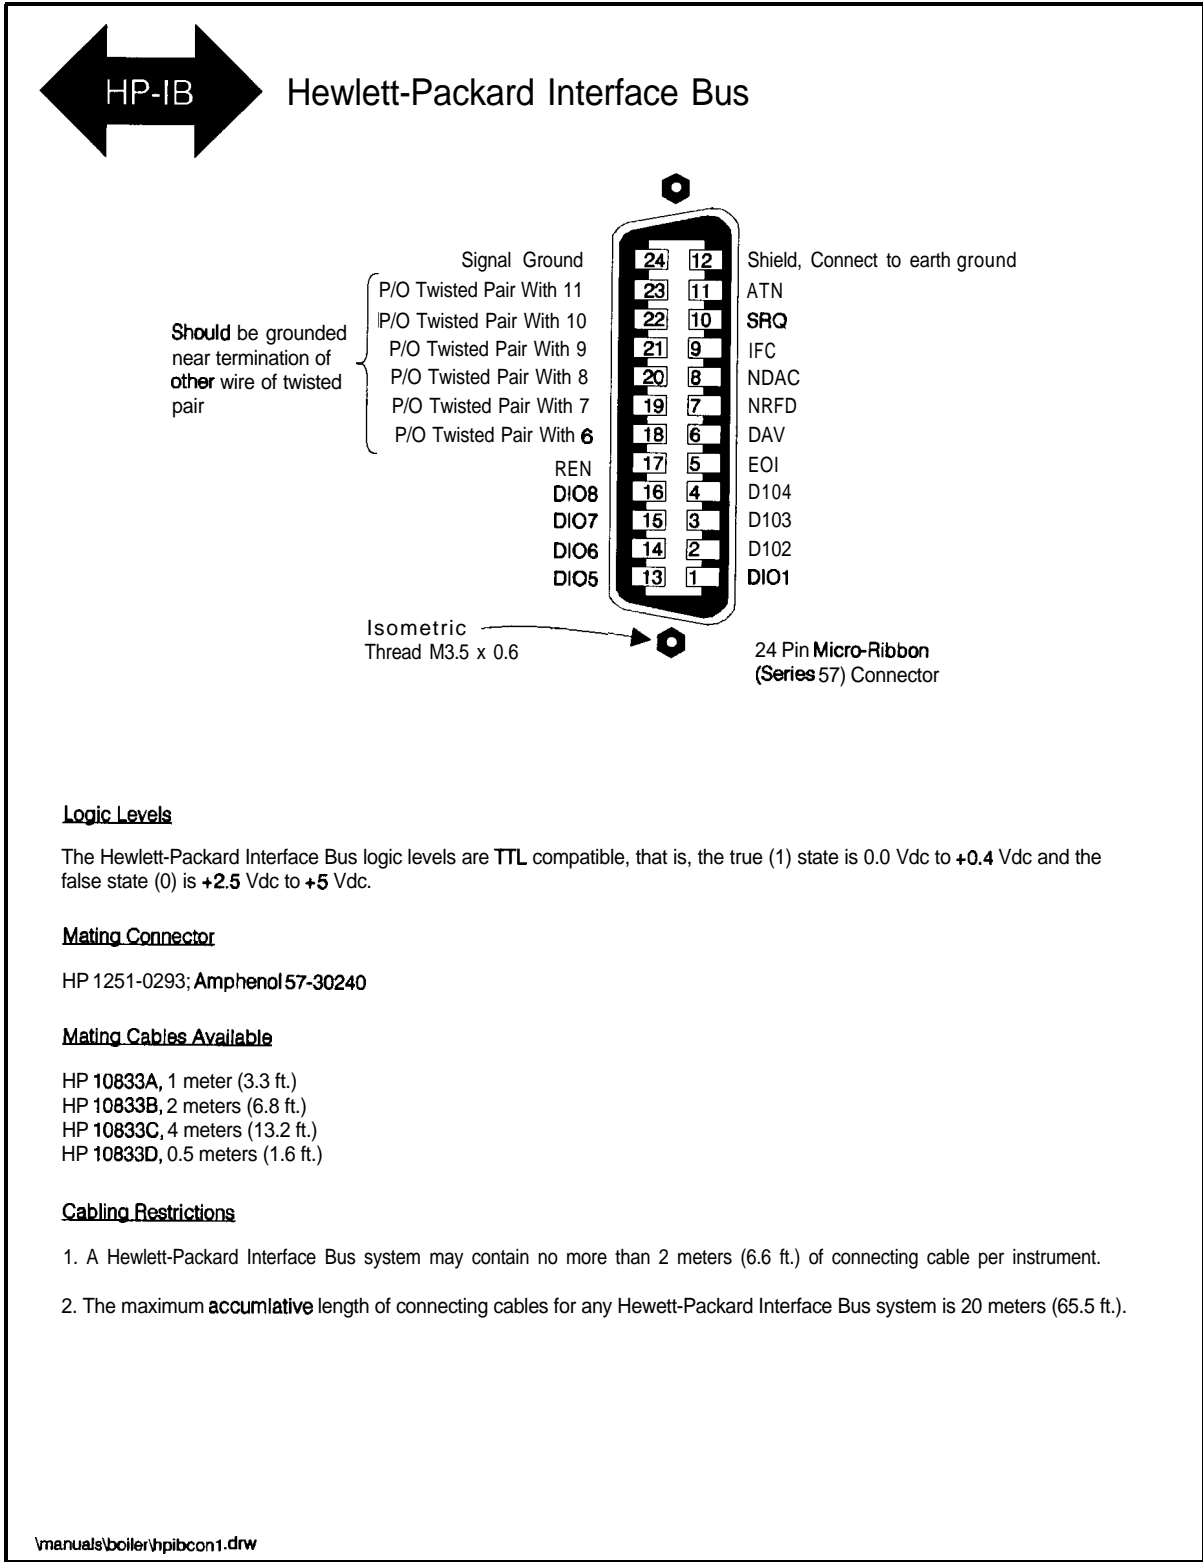 HP-IB
Hewlett-Packard Interface Bus
Signal Ground 24 12 Shield, Connect to earth ground
P/O Twisted Pair With 11 23 11 ATN
P/O Twisted Pair With 10 22 10 SRQ
P/O Twisted Pair With 9 21 9 IFC
P/O Twisted Pair With 8 20 8 NDAC
P/O Twisted Pair With 7 19 7 NRFD
P/O Twisted Pair With 6 18 6 DAV
Should be grounded
near termination of
other wire of twisted
pair
REN 17 5 EOI
DIO8 16 4 D104
DIO7 15 3 D103
DIO6 14 2 D102
DIO5 13 1 DIO1
Isometric
Thread M3.5 x 0.6
24 Pin Micro-Ribbon
(Series 57) Connector
Logic Levels
The Hewlett-Packard Interface Bus logic levels are TTL compatible, that is, the true (1) state is 0.0 Vdc to +0.4 Vdc and the
false state (0) is +2.5 Vdc to +5 Vdc.
Mating Connector
HP 1251-0293; Amphenol 57-30240
Mating Cables Available
HP 10833A, 1 meter (3.3 ft.)
HP 10833B, 2 meters (6.8 ft.)
HP 10833C, 4 meters (13.2 ft.)
HP 10833D, 0.5 meters (1.6 ft.)
Cabling Restrictions
1. A Hewlett-Packard Interface Bus system may contain no more than 2 meters (6.6 ft.) of connecting cable per instrument.
2. The maximum accumlative length of connecting cables for any Hewett-Packard Interface Bus system is 20 meters (65.5 ft.).
\manuals\boiler\hpibcon1.drw